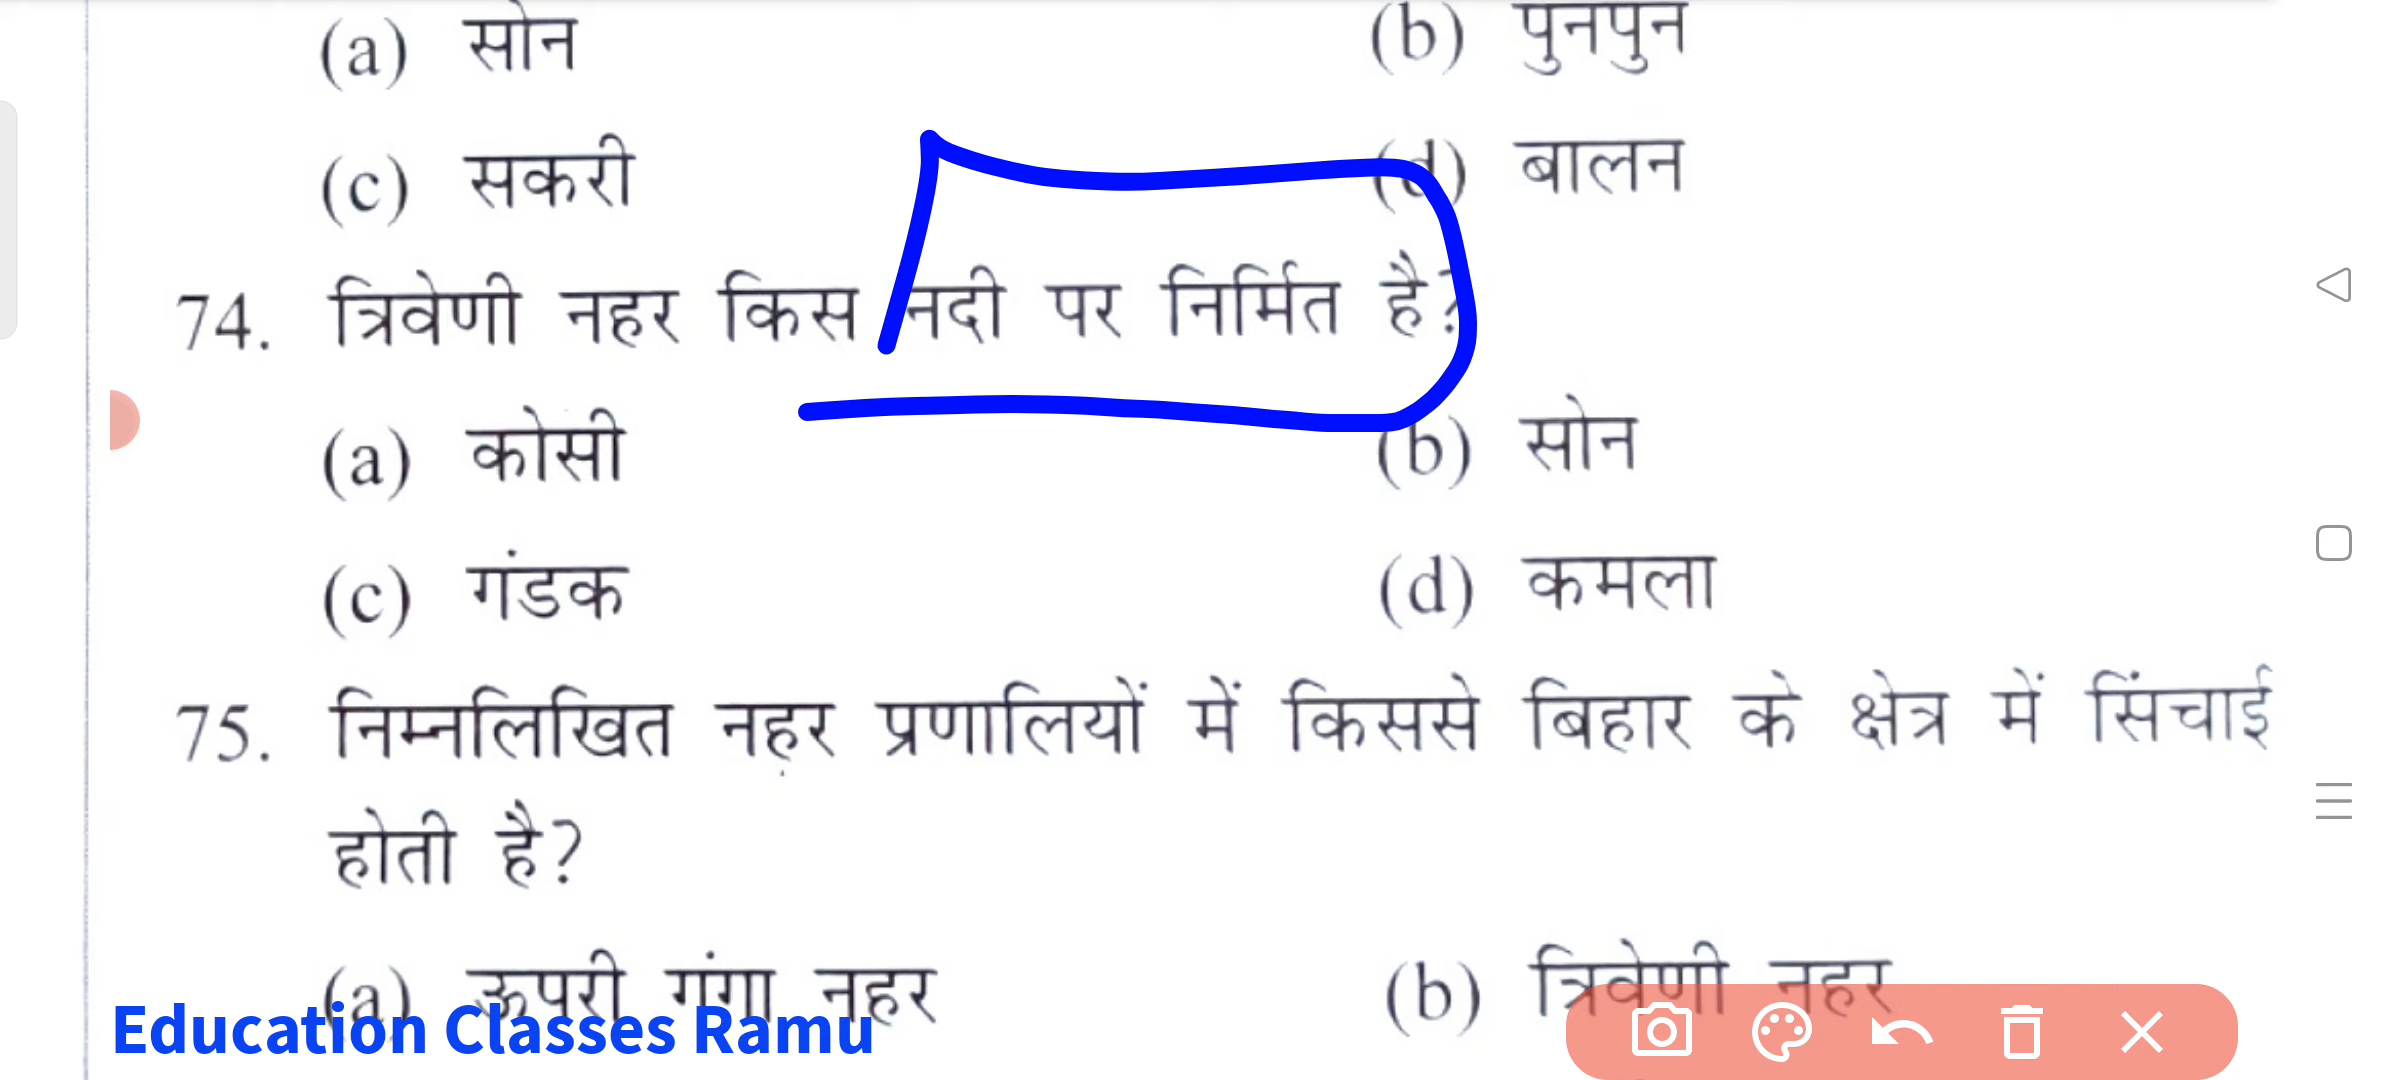 (a) सोन (b) पुनपुन
(c) सकरी (d) बालन
74. त्रिवेणी नहर किस नदी पर निर्मित है?
(a) कोसी (b) सोन
(c) गंडक (d) कमला
75. निम्नलिखित नहर प्रणालियों में किससे बिहार के क्षेत्र में सिंचाई
होती है?
(a) ऊपरी गंगा नहर (b) त्रिवेणी नहर
Education Classes Ramu